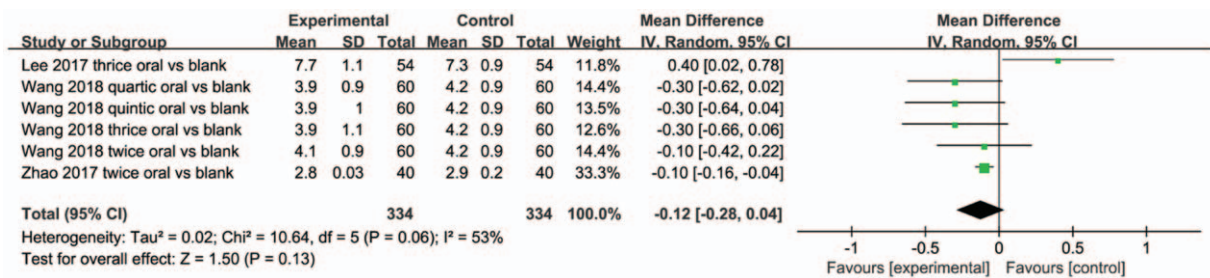 Experimental Control Mean Difference Mean Difference
Study or Subgroup Mean SD Total Mean SD Total Weight IV, Random, 95% CI IV, Random, 95% CI
Lee 2017 thrice oral vs blank 7.7 1.1 54 7.3 0.9 54 11.8% 0.40 [0.02, 0.78]
Wang 2018 quartic oral vs blank 3.9 0.9 60 4.2 0.9 60 14.4% -0.30 [-0.62, 0.02]
Wang 2018 quintic oral vs blank 3.9 1 60 4.2 0.9 60 13.5% -0.30 [-0.64, 0.04]
Wang 2018 thrice oral vs blank 3.9 1.1 60 4.2 0.9 60 12.6% -0.30 [-0.66, 0.06]
Wang 2018 twice oral vs blank 4.1 0.9 60 4.2 0.9 60 14.4% -0.10 [-0.42, 0.22]
Zhao 2017 twice oral vs blank 2.8 0.03 40 2.9 0.2 40 33.3% -0.10 [-0.16, -0.04]
Total (95% CI) 334 334 100.0% -0.12 [-0.28, 0.04]
Heterogeneity: Tau² = 0.02; Chi² = 10.64, df = 5 (P = 0.06); I² = 53%
Test for overall effect: Z = 1.50 (P = 0.13)
-1 -0.5 0 0.5 1
Favours [experimental] Favours [control]